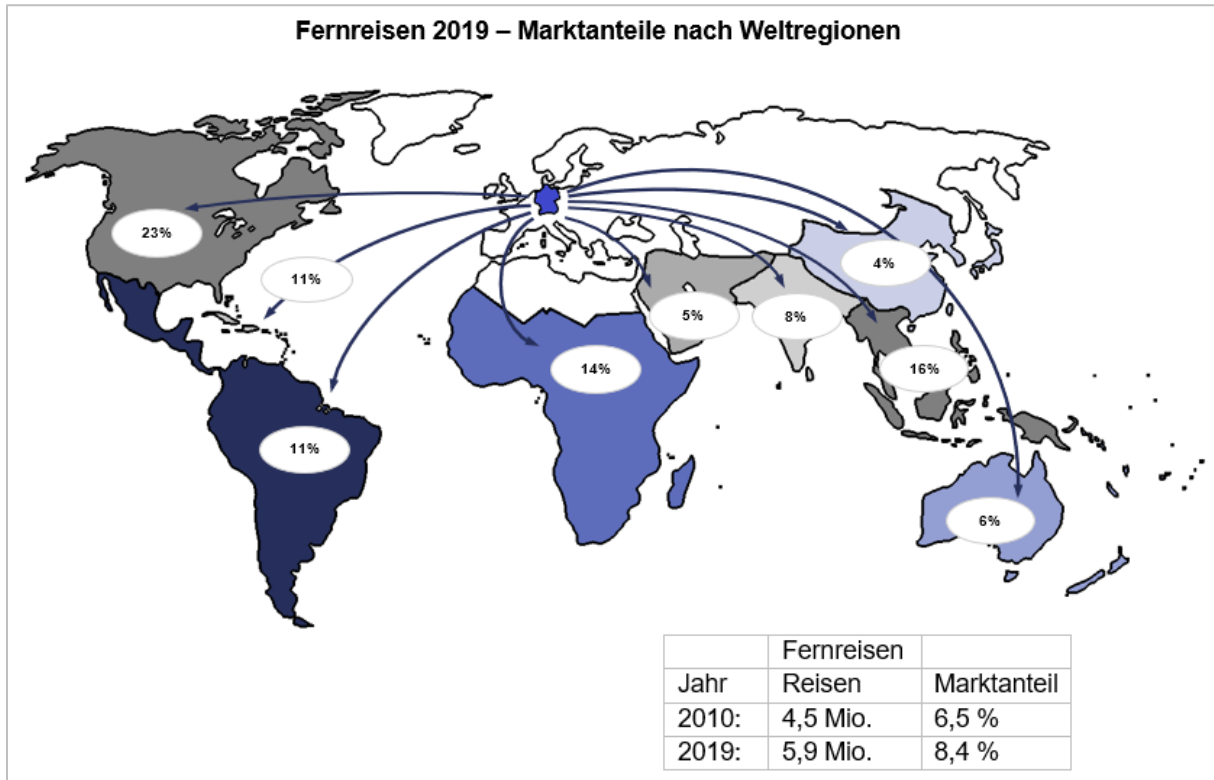 Fernreisen 2019 – Marktanteile nach Weltregionen
23%
11%
4%
5%
8%
14%
16%
11%
6%
Fernreisen
Jahr Reisen Marktanteil
2010: 4,5 Mio. 6,5 %
2019: 5,9 Mio. 8,4 %